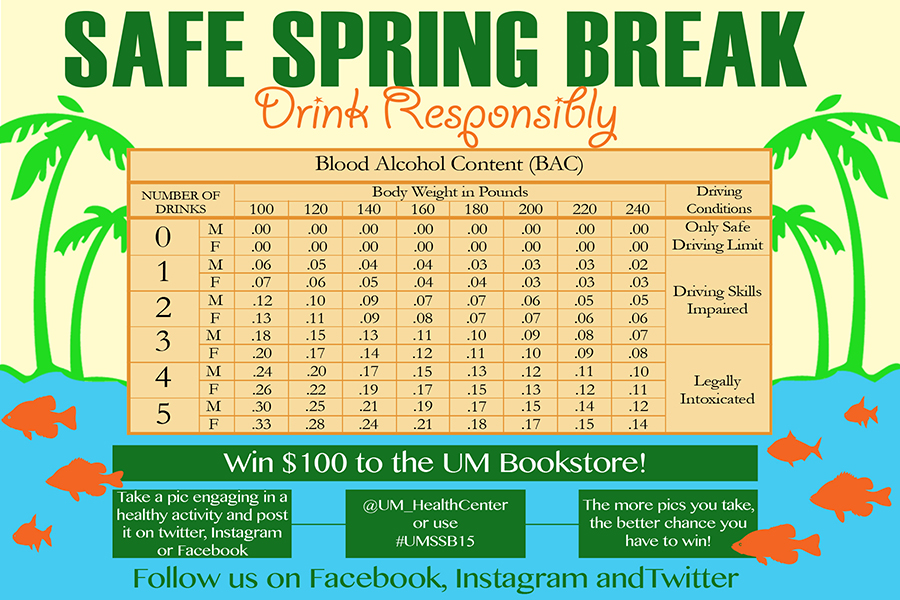 SAFE SPRING BREAK
Drink Responsibly
Blood Alcohol Content (BAC)
NUMBER OF DRINKS
Body Weight in Pounds
Driving Conditions
100 120 140 160 180 200 220 240
0 M .00 .00 .00 .00 .00 .00 .00 .00
F .00 .00 .00 .00 .00 .00 .00 .00
Only Safe
Driving Limit
1 M .06 .05 .04 .04 .03 .03 .03 .02
F .07 .06 .05 .04 .04 .03 .03 .03
2 M .12 .10 .09 .07 .07 .06 .05 .05
F .13 .11 .09 .08 .07 .07 .06 .06
3 M .18 .15 .13 .11 .10 .09 .08 .07
Driving Skills
Impaired
F .20 .17 .14 .12 .11 .10 .09 .08
4 M .24 .20 .17 .15 .13 .12 .11 .10
F .26 .22 .19 .17 .15 .13 .12 .11
5 M .30 .25 .21 .19 .17 .15 .14 .12
F .33 .28 .24 .21 .18 .17 .15 .14
Legally
Intoxicated
Win $100 to the UM Bookstore!
Take a pic engaging in a
healthy activity and post
it on twitter, Instagram
or Facebook
@UM_HealthCenter
or use
#UMSSB15
The more pics you take,
the better chance you
have to win!
Follow us on Facebook, Instagram andTwitter